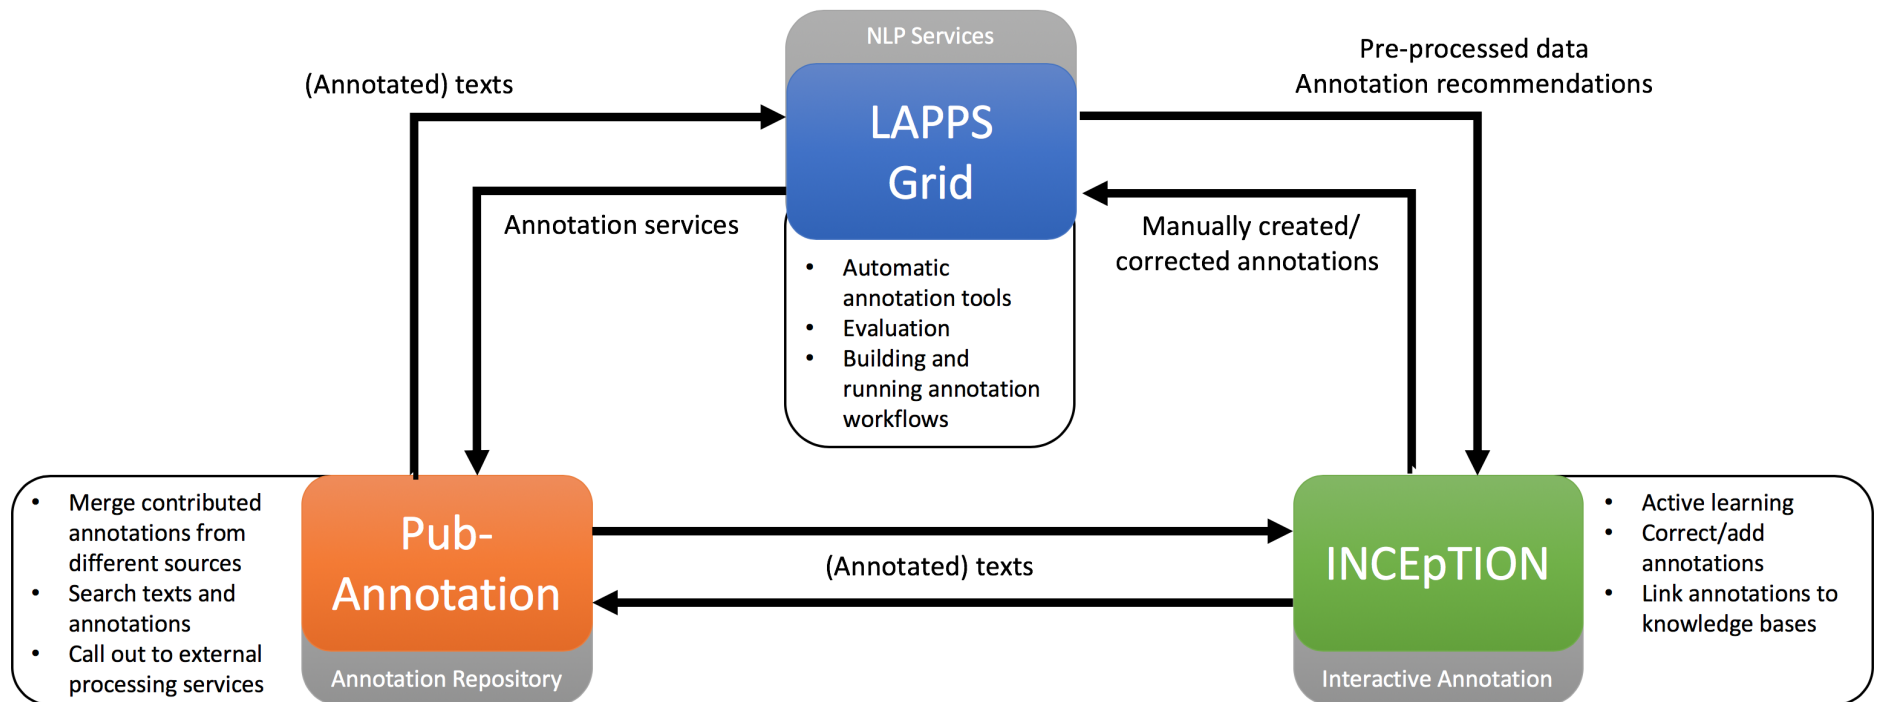 NLP Services
LAPPS
Grid
(Annotated) texts
Pre-processed data
Annotation recommendations
Annotation services
Manually created/
corrected annotations
• Automatic
annotation tools
• Evaluation
• Building and
running annotation
workflows
• Merge contributed
annotations from
different sources
• Search texts and
annotations
• Call out to external
processing services
Pub-
Annotation
Annotation Repository
(Annotated) texts
INCEpTION
Interactive Annotation
• Active learning
• Correct/add
annotations
• Link annotations to
knowledge bases